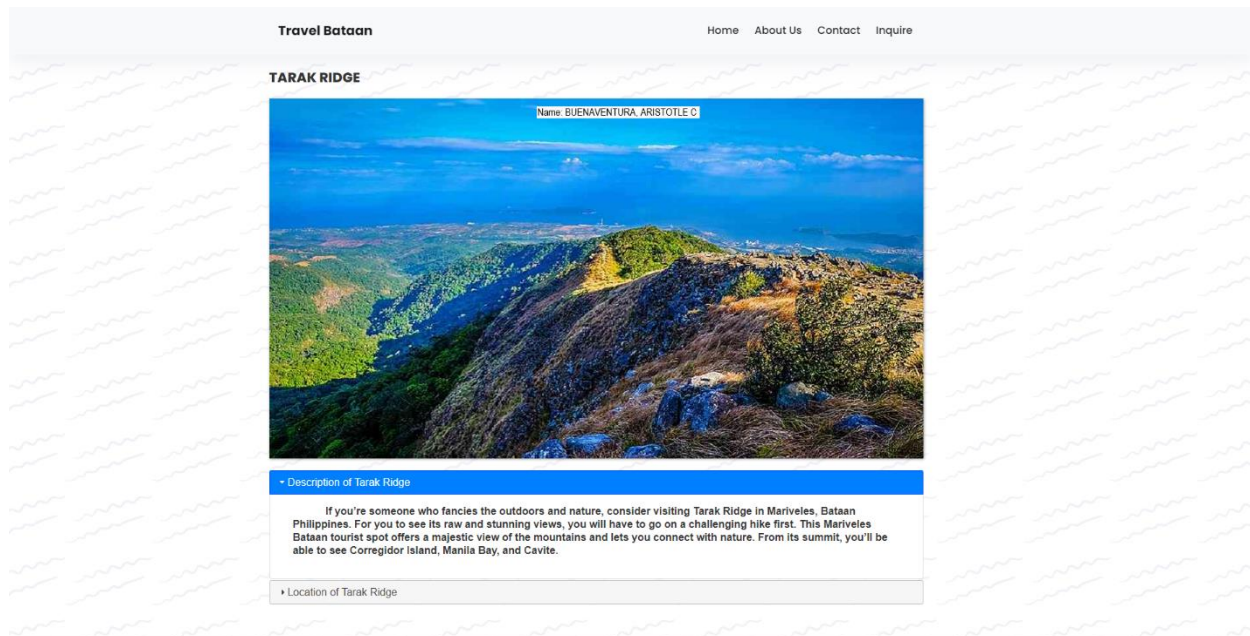 Travel Bataan
Home About Us Contact Inquire
TARAK RIDGE
Name: BUENAVENTURA, ARISTOTLE C
Description of Tarak Ridge
If you’re someone who fancies the outdoors and nature, consider visiting Tarak Ridge in Mariveles, Bataan
Philippines. For you to see its raw and stunning views, you will have to go on a challenging hike first. This Mariveles
Bataan tourist spot offers a majestic view of the mountains and lets you connect with nature. From its summit, you’ll be
able to see Corregidor Island, Manila Bay, and Cavite.
Location of Tarak Ridge